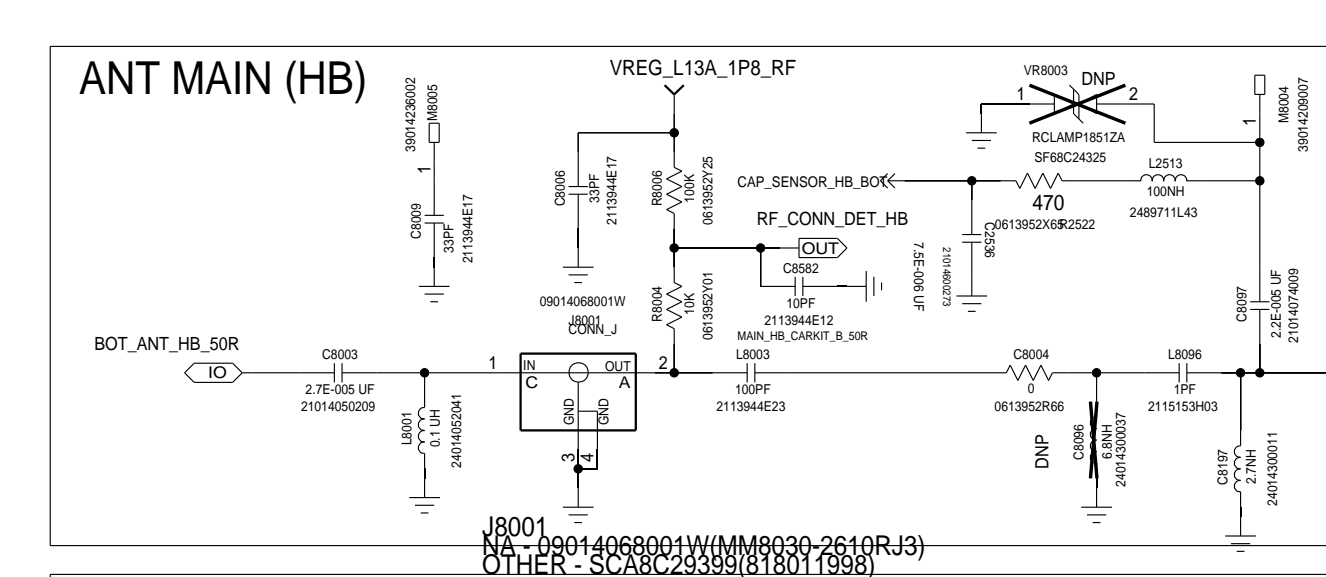 ANT MAIN (HB)
39014236002
M8005
1
C8009
33PF
2113944E17
VREG_L13A_1P8_RF
C8006
33PF
2113944E17
R8006
100K
0613952Y25
RF_CONN_DET_HB
OUT
C8582
10PF
2113944E12
MAIN_HB_CARKIT_B_50R
R8004
10K
0613952Y01
VR8003
DNP
1
2
RCLAMP1851ZA
SF68C24325
CAP_SENSOR_HB_BOT
470
0613952X65
R2522
L2513
100NH
2489711L43
C2536
7.5E-006 UF
21014600273
1
M8004
39014209007
C8097
2.2E-005 UF
21014074009
BOT_ANT_HB_50R
IO
C8003
2.7E-005 UF
21014050209
L8001
0.1 UH
24014052041
09014068001W
J8001
CONN_J
1
IN
C
OUT
A
2
GND
GND
3
4
L8003
100PF
2113944E23
C8004
0
0613952R66
DNP
C8096
6.8NH
24014300037
L8096
1PF
2115153H03
C8197
2.7NH
24014300011
J8001
NA - 09014068001W(MM8030-2610RJ3)
OTHER - SCA8C29399(818011998)